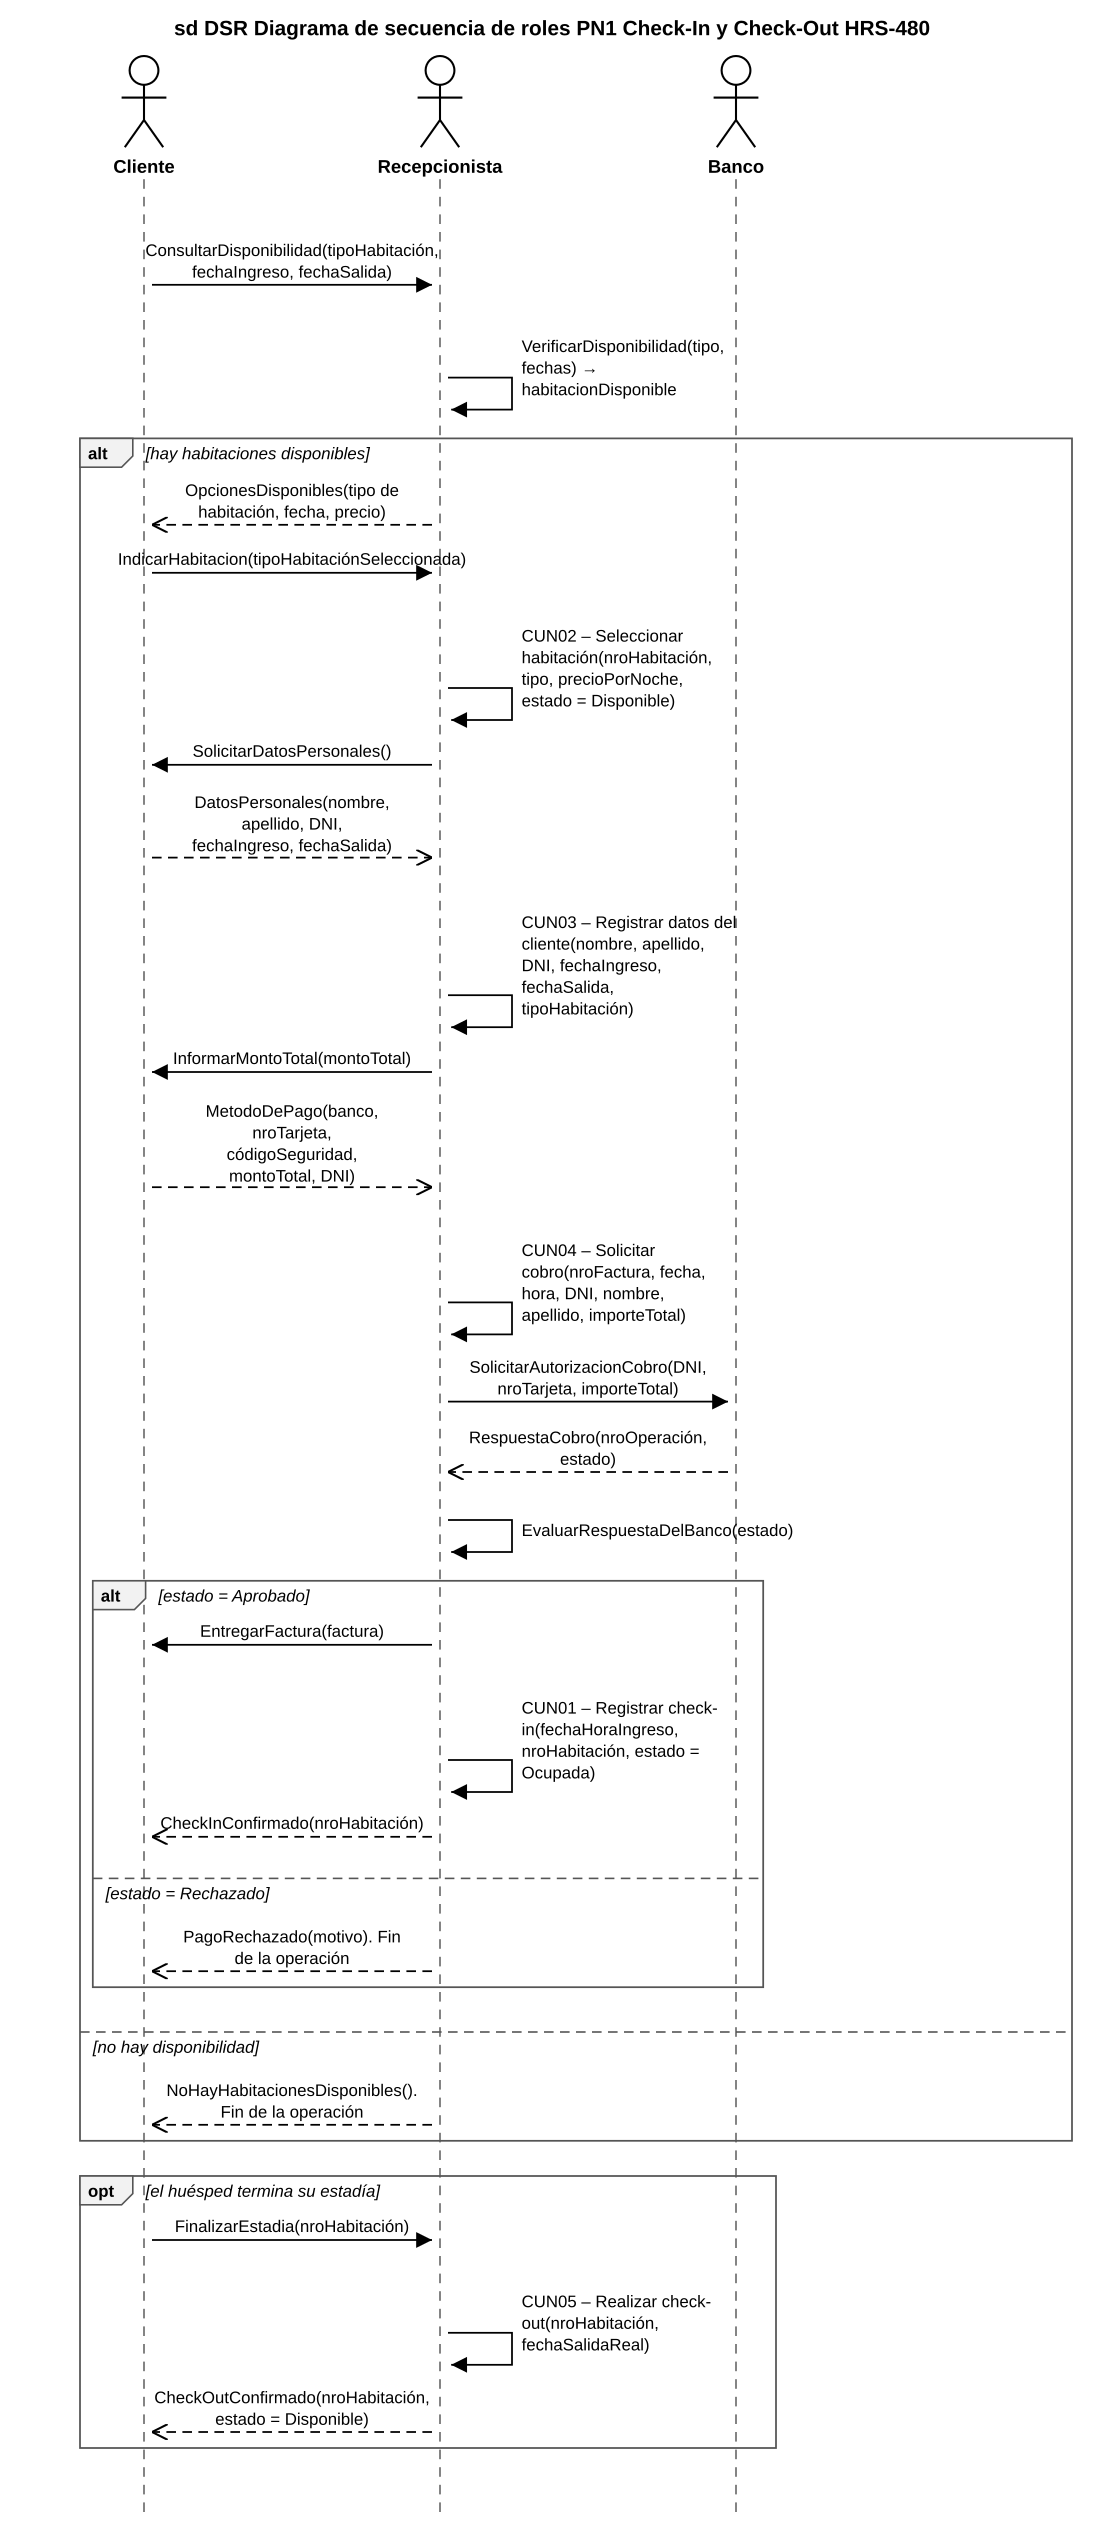 sd DSR Diagrama de secuencia de roles PN1 Check-In y Check-Out HRS-480
Cliente
Recepcionista
Banco
ConsultarDisponibilidad(tipoHabitación,
fechaIngreso, fechaSalida)
VerificarDisponibilidad(tipo,
fechas) →
habitacionDisponible
alt
[hay habitaciones disponibles]
OpcionesDisponibles(tipo de
habitación, fecha, precio)
IndicarHabitacion(tipoHabitaciónSeleccionada)
CUN02 – Seleccionar
habitación(nroHabitación,
tipo, precioPorNoche,
estado = Disponible)
SolicitarDatosPersonales()
DatosPersonales(nombre,
apellido, DNI,
fechaIngreso, fechaSalida)
CUN03 – Registrar datos del
cliente(nombre, apellido,
DNI, fechaIngreso,
fechaSalida,
tipoHabitación)
InformarMontoTotal(montoTotal)
MetodoDePago(banco,
nroTarjeta,
códigoSeguridad,
montoTotal, DNI)
CUN04 – Solicitar
cobro(nroFactura, fecha,
hora, DNI, nombre,
apellido, importeTotal)
SolicitarAutorizacionCobro(DNI,
nroTarjeta, importeTotal)
RespuestaCobro(nroOperación,
estado)
EvaluarRespuestaDelBanco(estado)
alt
[estado = Aprobado]
EntregarFactura(factura)
CUN01 – Registrar check-
in(fechaHoraIngreso,
nroHabitación, estado =
Ocupada)
CheckInConfirmado(nroHabitación)
[estado = Rechazado]
PagoRechazado(motivo). Fin
de la operación
[no hay disponibilidad]
NoHayHabitacionesDisponibles().
Fin de la operación
opt
[el huésped termina su estadía]
FinalizarEstadia(nroHabitación)
CUN05 – Realizar check-
out(nroHabitación,
fechaSalidaReal)
CheckOutConfirmado(nroHabitación,
estado = Disponible)